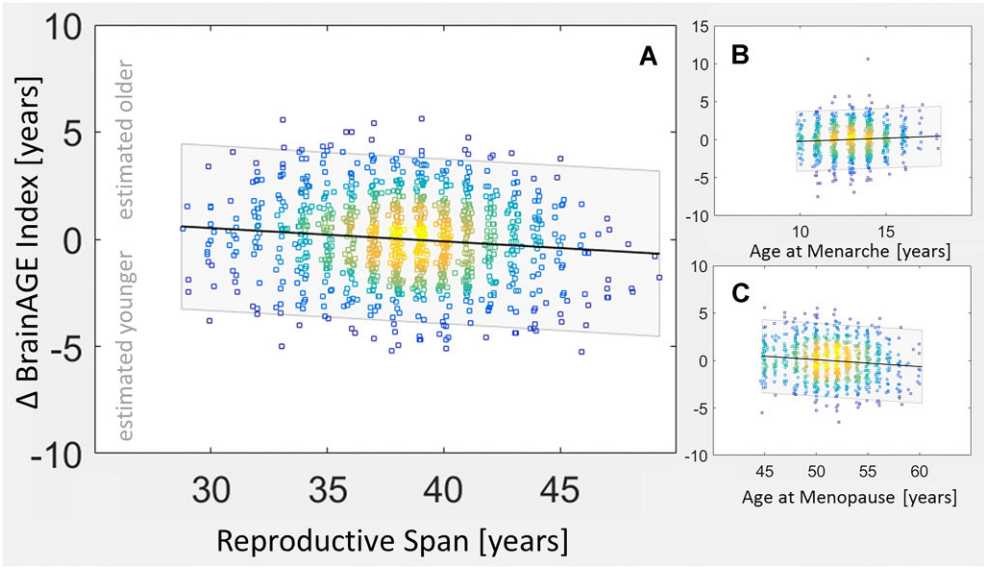 Δ BrainAGE Index [years]
10
5
0
-5
-10
estimated older
estimated younger
A
30
35
40
45
Reproductive Span [years]
15
10
5
0
-5
-10
B
10
15
Age at Menarche [years]
10
5
0
-5
-10
C
45
50
55
60
Age at Menopause [years]